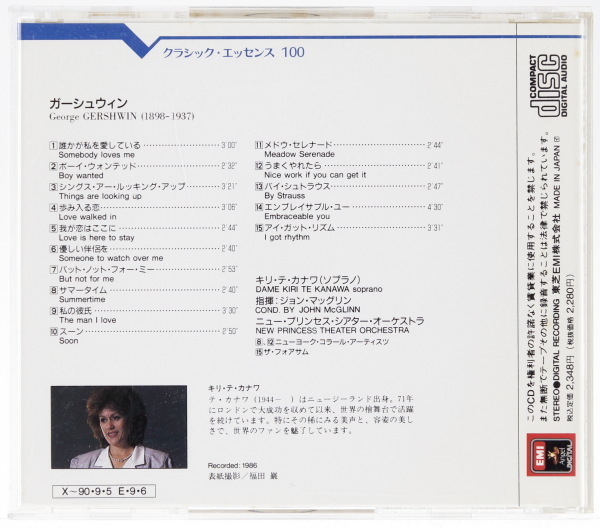 クラシック・エッセンス 100
ガーシュウィン
George GERSHWIN (1898-1937)
1 誰かが私を愛している 3′00″
Somebody loves me
2 ボーイ・ウォンテッド 2′32″
Boy wanted
3 シングス・アー・ルッキング・アップ 3′21″
Things are looking up
4 歩み入る恋 3′06″
Love walked in
5 我が恋はここに 2′44″
Love is here to stay
6 優しい伴侶を 2′40″
Someone to watch over me
7 バット・ノット・フォー・ミー 2′53″
But not for me
8 サマータイム 2′40″
Summertime
9 私の彼氏 3′30″
The man I love
10 スーン 2′50″
Soon
11 メドウ・セレナード 2′44″
Meadow Serenade
12 うまくやれたら 2′41″
Nice work if you can get it
13 バイ・シュトラウス 2′47″
By Strauss
14 エンブレイサブル・ユー 4′30″
Embraceable you
15 アイ・ガット・リズム 3′31″
I got rhythm
キリ・テ・カナワ(ソプラノ)
DAME KIRI TE KANAWA soprano
指揮:ジョン・マッグリン
COND. BY JOHN McGLINN
ニュー・プリンセス・シアター・オーケストラ
NEW PRINCESS THEATER ORCHESTRA
8、12 ニューヨーク・コラール・アーティスツ
15 ザ・フォアサム
キリ・テ・カナワ
テ・カナワ(1944― )はニュージーランド出身。71年
にロンドンで大成功を収めて以来、世界の檜舞台で活躍
を続けています。特にその稀にみる美声と、容姿の美し
さで、世界のファンを魅了しています。
Recorded: 1986
表紙撮影/福田 巌
X～90・9・5 E・9・6
COMPACT
disc
DIGITAL AUDIO
このCDを権利者の許諾なく賃貸業に使用することを禁じます。
また無断でテープその他に録音することは法律で禁じられています。
STEREO●DIGITAL RECORDING 東芝EMI株式会社 MADE IN JAPAN
税込定価 2,348円(税抜価格 2,280円)
EMI
Angel
DIGITAL